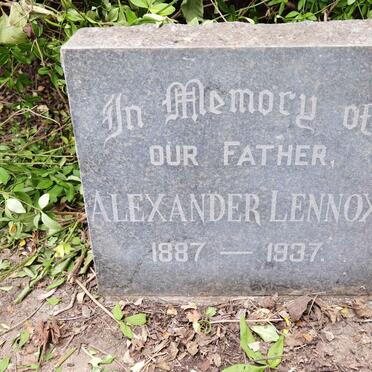 In Memory of
OUR FATHER,
ALEXANDER LENNOX
1887 — 1937.